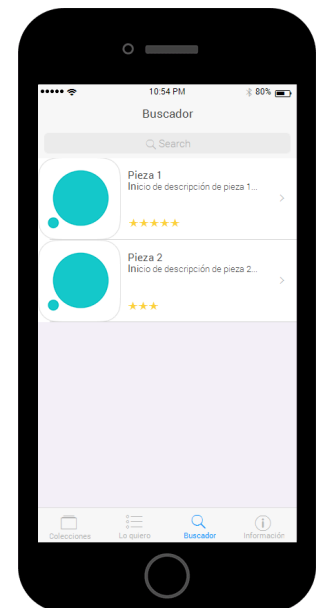 10:54 PM
80%
Buscador
Search
Pieza 1
Inicio de descripción de pieza 1...
Pieza 2
Inicio de descripción de pieza 2...
Colecciones
Lo quiero
Buscador
Información